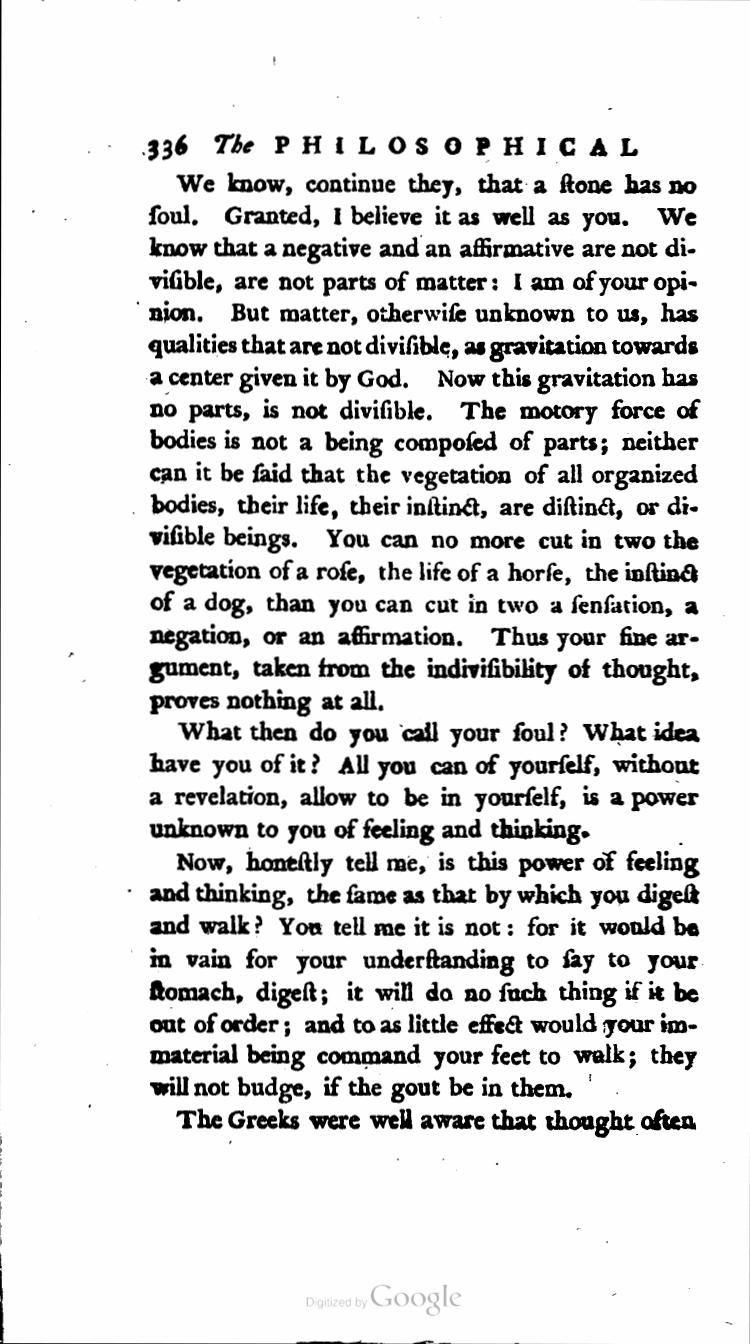 336 The PHILOSOPHICAL
We know, continue they, that a ſtone has no
ſoul. Granted, I believe it as well as you. We
know that a negative and an affirmative are not di-
viſible, are not parts of matter: I am of your opi-
nion. But matter, otherwiſe unknown to us, has
qualities that are not diviſible, as gravitation towards
a center given it by God. Now this gravitation has
no parts, is not diviſible. The motory force of
bodies is not a being compoſed of parts; neither
can it be ſaid that the vegetation of all organized
bodies, their life, their inſtinct, are diſtinct, or di-
viſible beings. You can no more cut in two the
vegetation of a roſe, the life of a horſe, the inſtinct
of a dog, than you can cut in two a ſenſation, a
negation, or an affirmation. Thus your fine ar-
gument, taken from the indiviſibility of thought,
proves nothing at all.
What then do you call your ſoul? What idea
have you of it? All you can of yourſelf, without
a revelation, allow to be in yourſelf, is a power
unknown to you of feeling and thinking.
Now, honeſtly tell me, is this power of feeling
and thinking, the ſame as that by which you digeſt
and walk? You tell me it is not: for it would be
in vain for your underſtanding to ſay to your
ſtomach, digeſt; it will do no ſuch thing if it be
out of order; and to as little effect would your im-
material being command your feet to walk; they
will not budge, if the gout be in them.
The Greeks were well aware that thought often
Digitized by Google